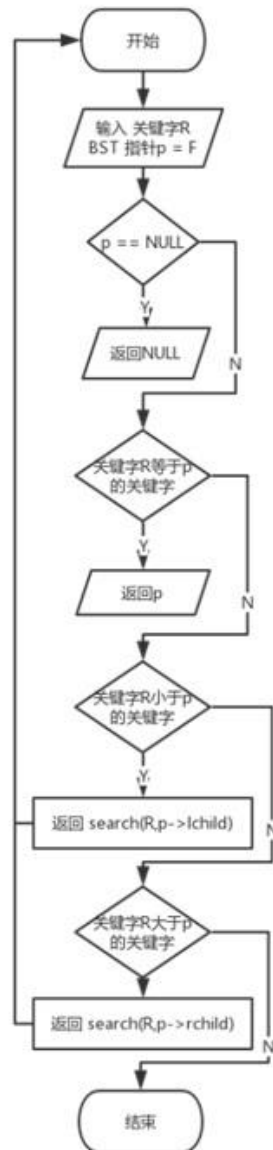 开始
输入 关键字R
BST 指针p = F
p == NULL
Y
返回NULL
N
关键字R等于p
的关键字
Y
返回p
N
关键字R小于p
的关键字
Y
返回 search(R,p->lchild)
N
关键字R大于p
的关键字
返回 search(R,p->rchild)
N
结束